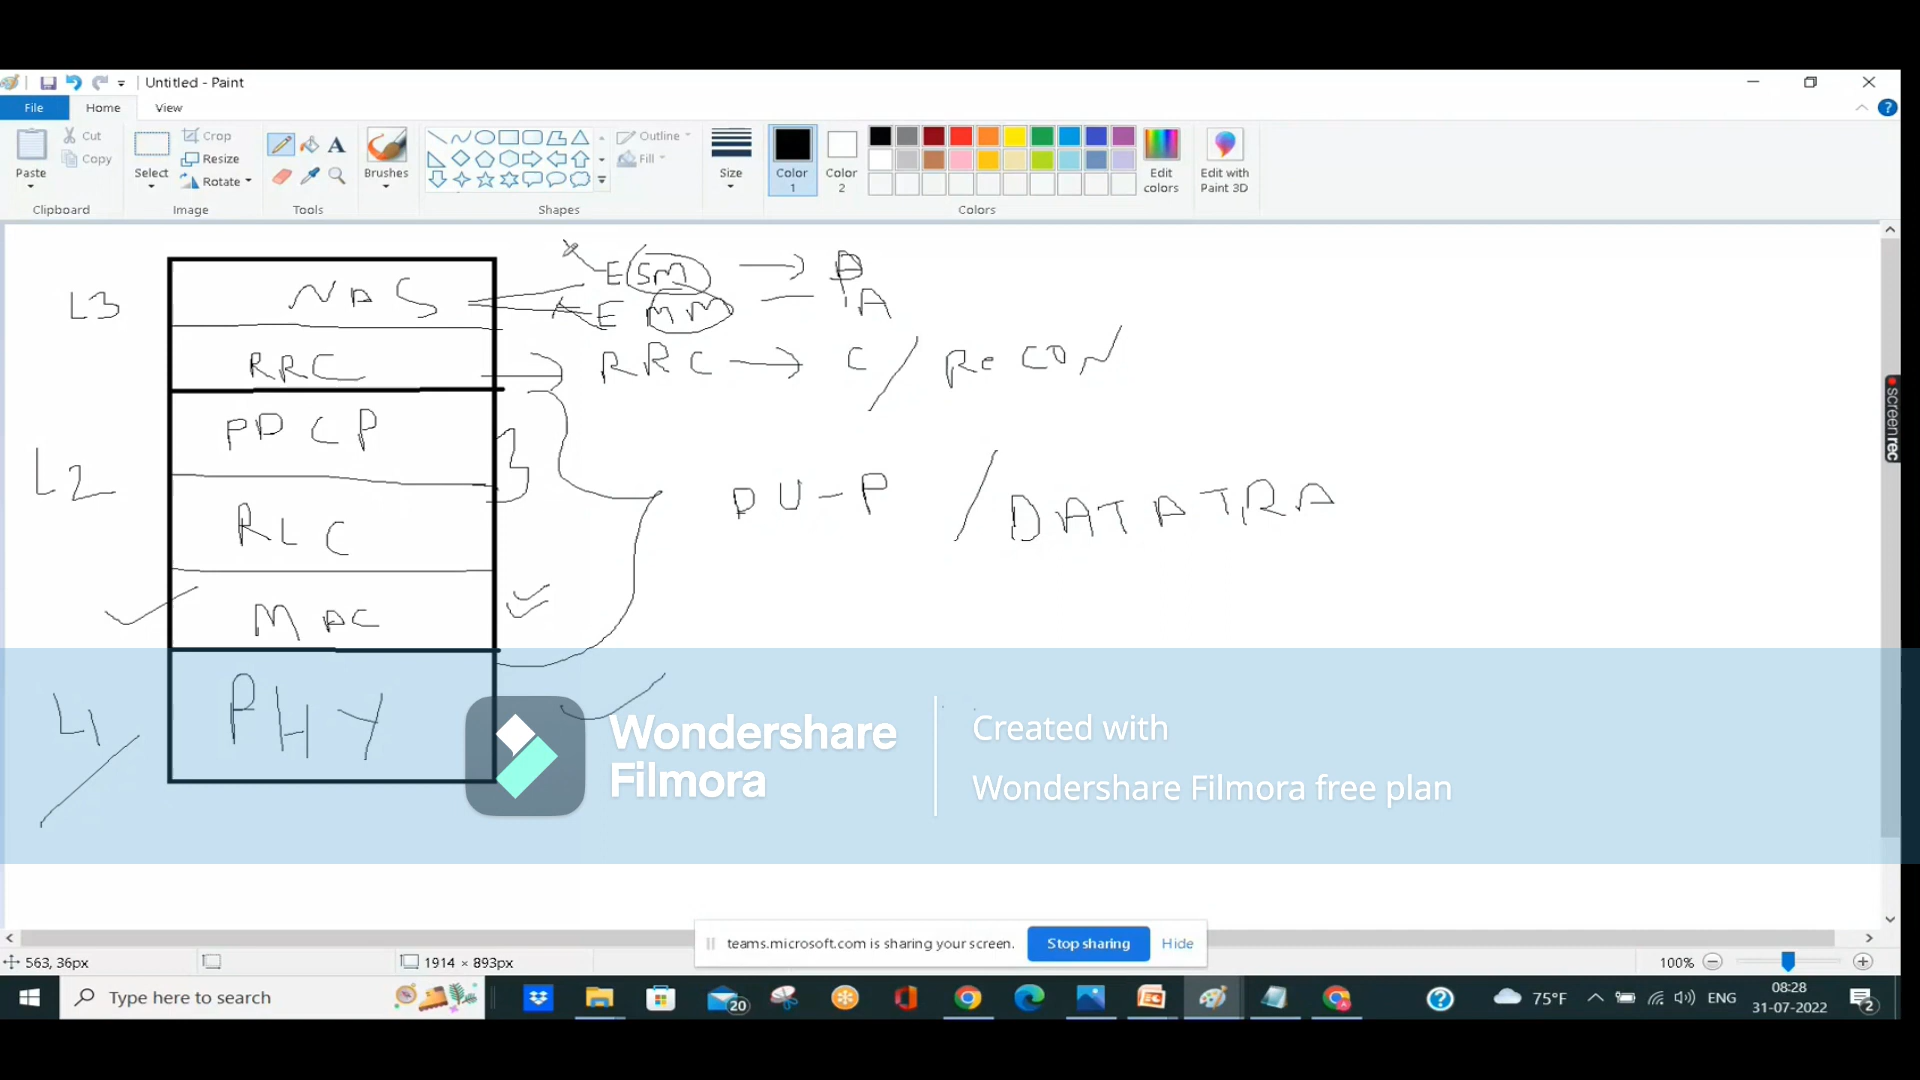 Untitled - Paint
File Home View
Paste
Cut
Copy
Clipboard
Select
Crop
Resize
Rotate
Image
Tools
Brushes
Shapes
Outline
Fill
Size
Color 1
Color 2
Colors
Edit colors
Edit with Paint 3D
L3
NAS
ESM
EMM
A
RRC
RRC → C / ReCON
L2
PDCP
RLC
/ DATATRA
MAC
L1
PHY
Wondershare
Filmora
Created with
Wondershare Filmora free plan
screenrec
teams.microsoft.com is sharing your screen. Stop sharing Hide
563, 36px
1914 × 893px
100%
Type here to search
20
75°F
ENG
08:28
31-07-2022
2